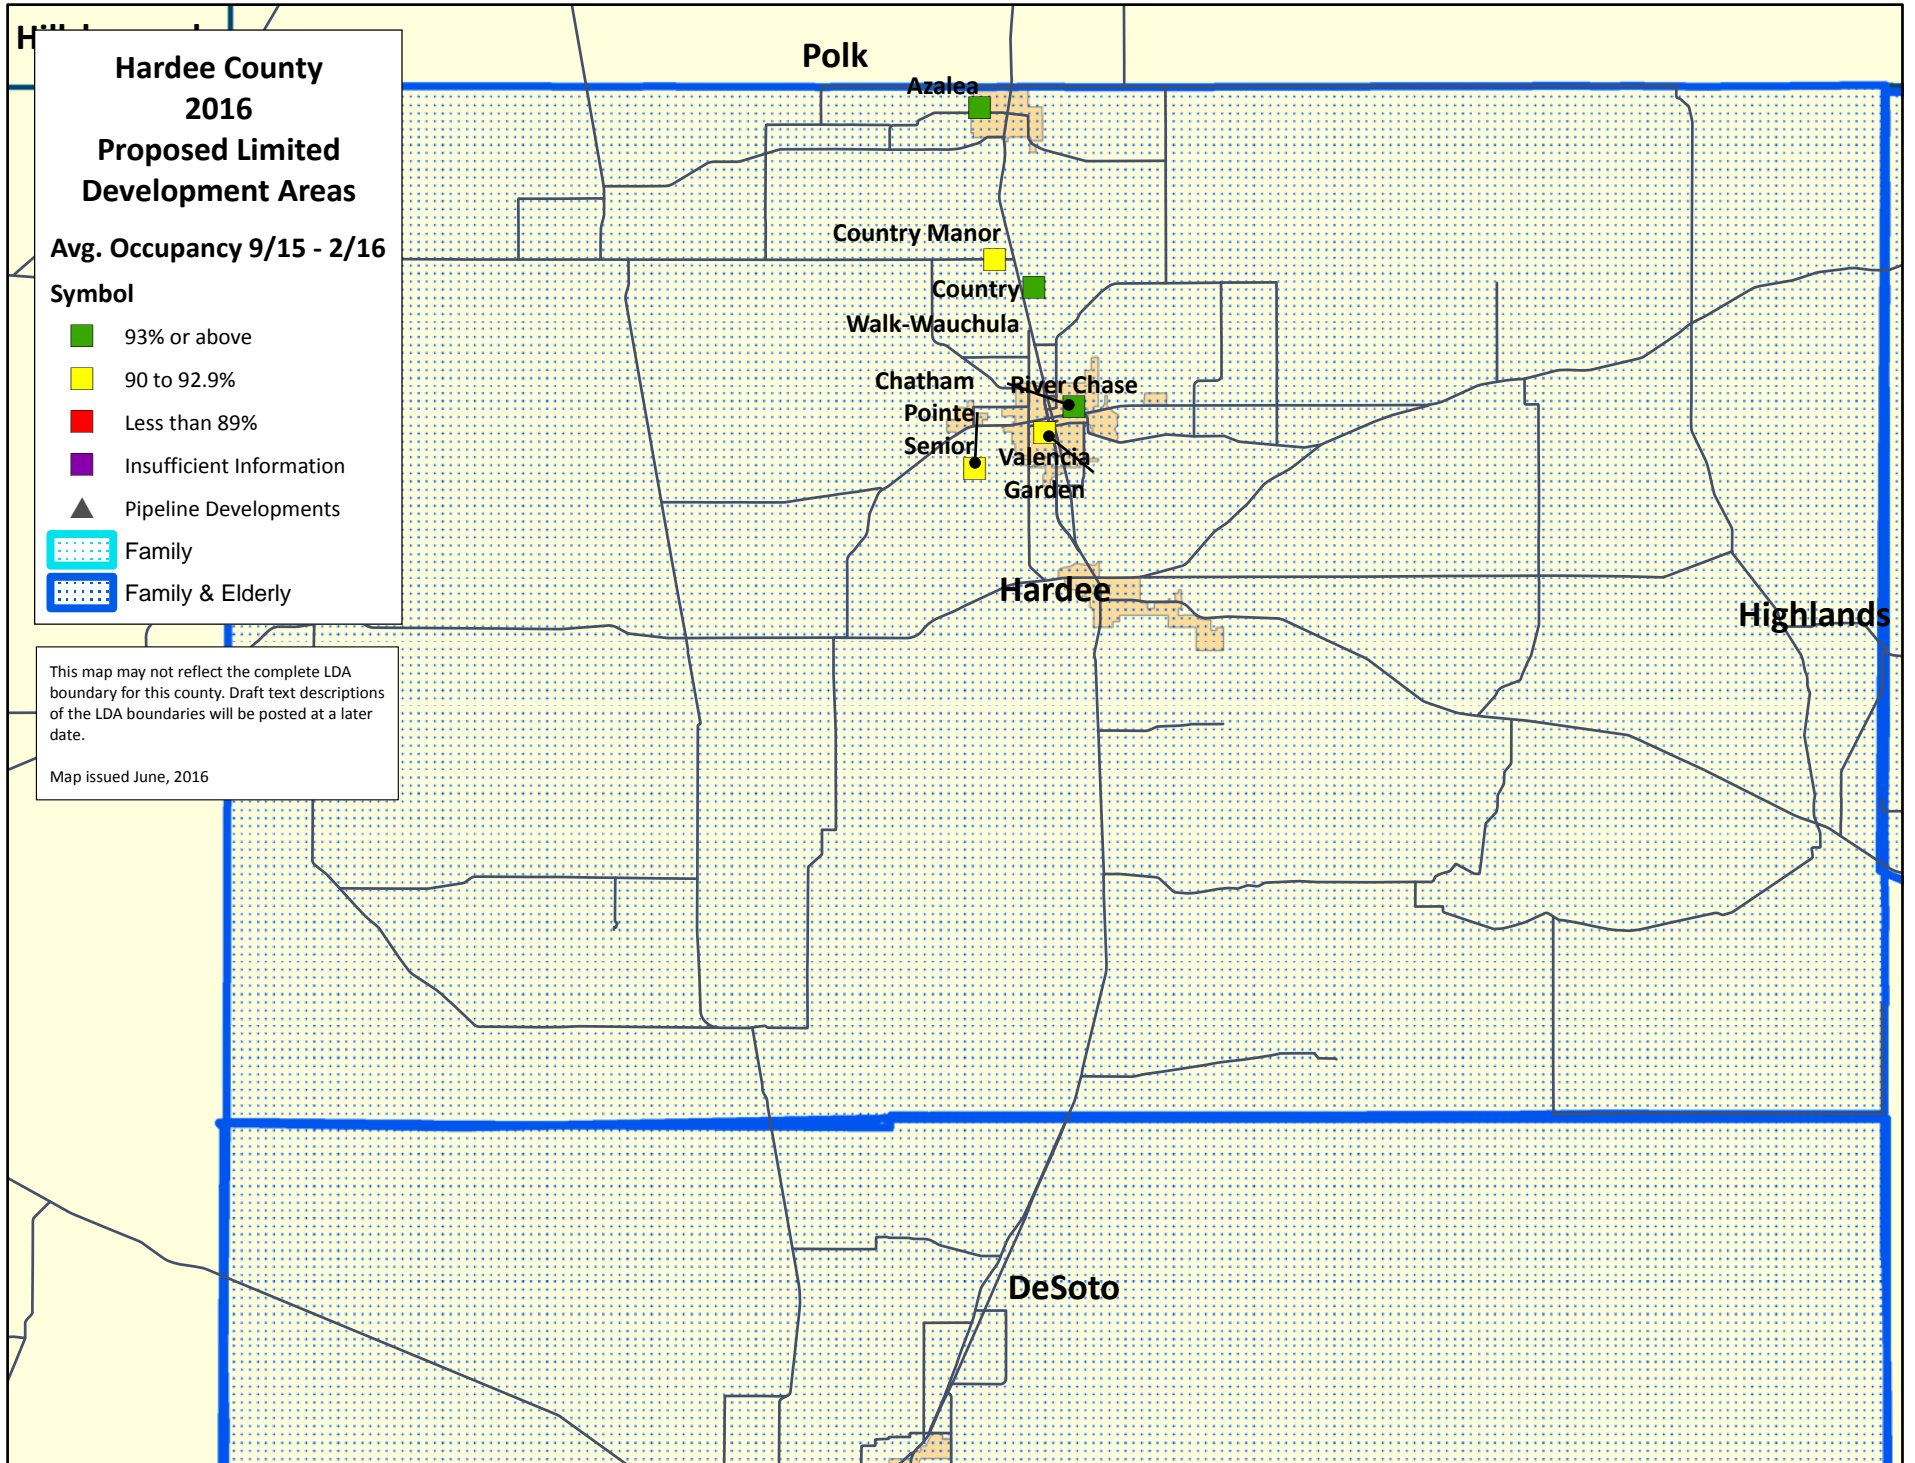 Polk
Hardee County
2016
Proposed Limited
Development Areas
Avg. Occupancy 9/15 - 2/16
Symbol
93% or above
90 to 92.9%
Less than 89%
Insufficient Information
Pipeline Developments
Family
Family & Elderly
This map may not reflect the complete LDA
boundary for this county. Draft text descriptions
of the LDA boundaries will be posted at a later
date.
Map issued June, 2016
Azalea
Country Manor
Country
Walk-Wauchula
Chatham
Pointe
Senior
River Chase
Valencia
Garden
Hardee
Highlands
DeSoto